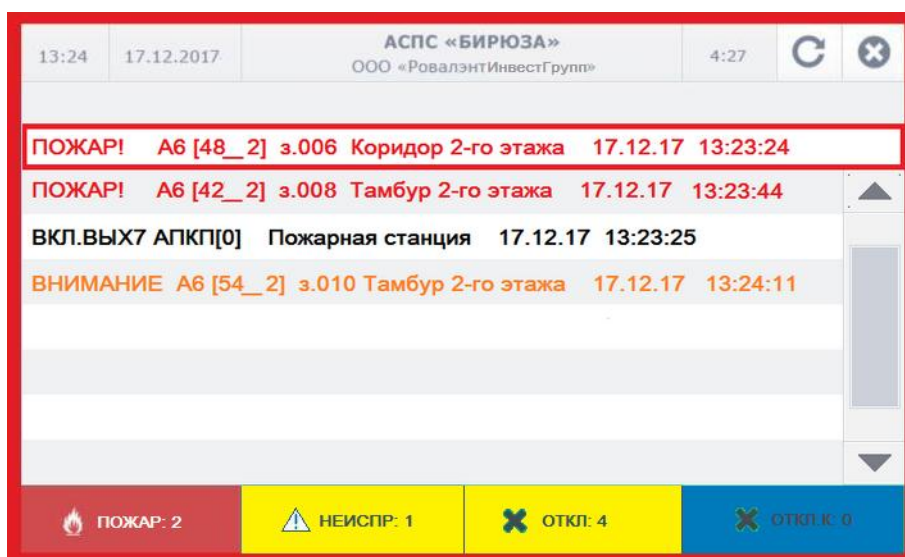 13:24 17.12.2017 АСПС «БИРЮЗА» 4:27
ООО «РовалэнтИнвестГрупп»
ПОЖАР! А6 [48__2] з.006 Коридор 2-го этажа 17.12.17 13:23:24
ПОЖАР! А6 [42__2] з.008 Тамбур 2-го этажа 17.12.17 13:23:44
ВКЛ.ВЫХ7 АПКП[0] Пожарная станция 17.12.17 13:23:25
ВНИМАНИЕ А6 [54__2] з.010 Тамбур 2-го этажа 17.12.17 13:24:11
ПОЖАР: 2 НЕИСПР: 1 ОТКЛ: 4 ОТКЛ.К: 0